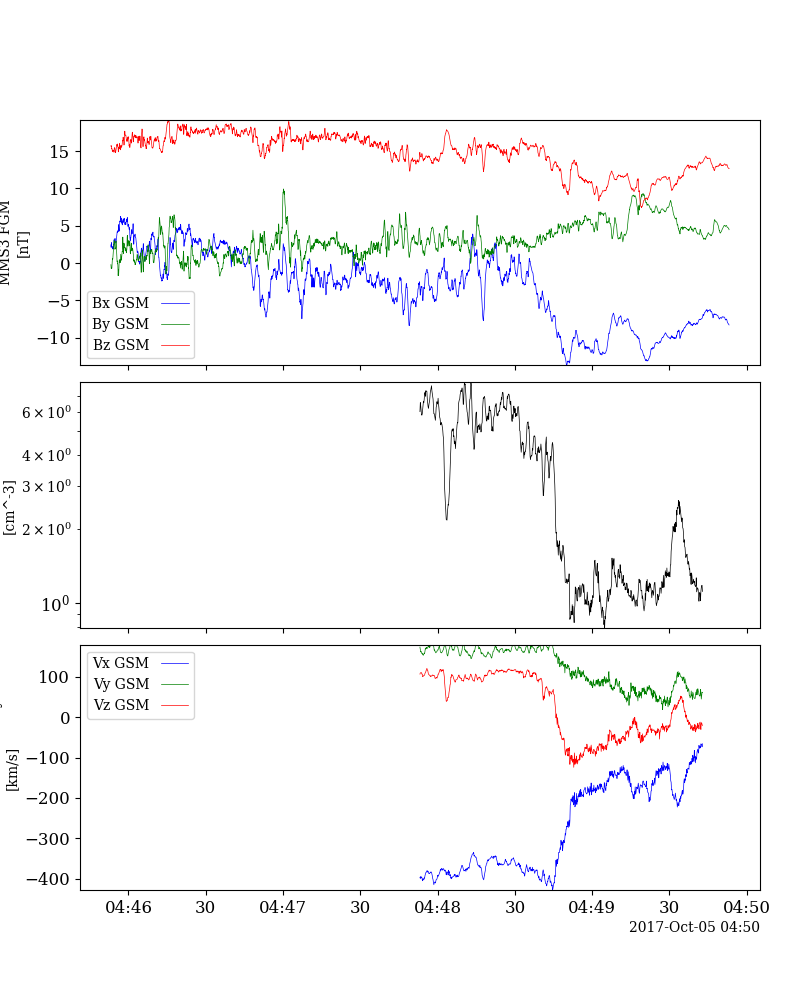 15
10
5
0
−5
−10
MMS3 FGM
[nT]
Bx GSM
By GSM
Bz GSM
6 × 10⁰
4 × 10⁰
3 × 10⁰
2 × 10⁰
10⁰
[cm^-3]
Vx GSM
Vy GSM
Vz GSM
100
0
−100
−200
−300
−400
[km/s]
04:46 30 04:47 30 04:48 30 04:49 30 04:50
2017-Oct-05 04:50